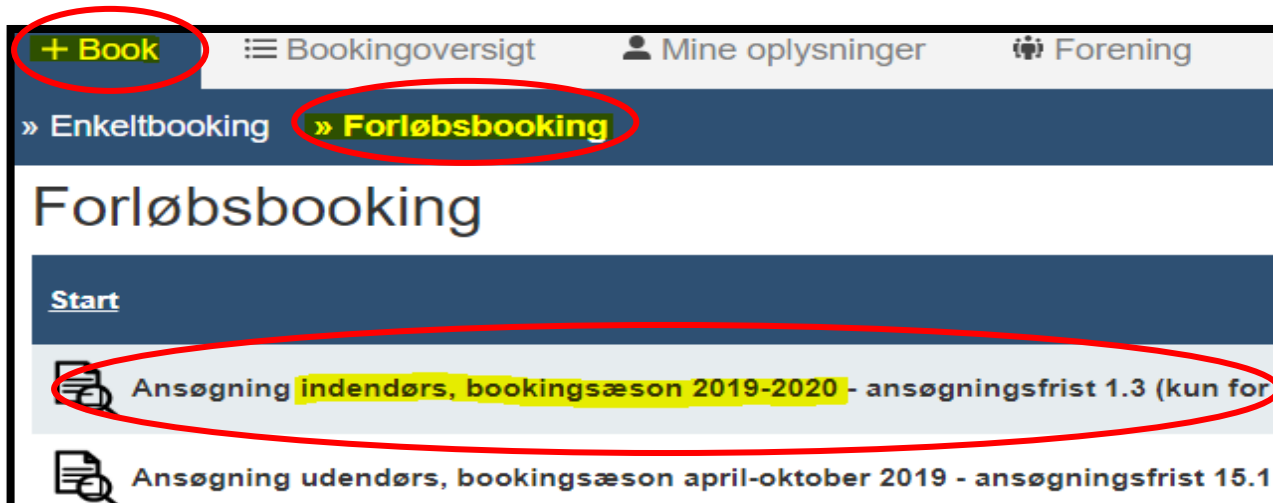 + Book Bookingoversigt Mine oplysninger Forening
» Enkeltbooking » Forløbsbooking
Forløbsbooking
Start
Ansøgning indendørs, bookingsæson 2019-2020 - ansøgningsfrist 1.3 (kun for
Ansøgning udendørs, bookingsæson april-oktober 2019 - ansøgningsfrist 15.1